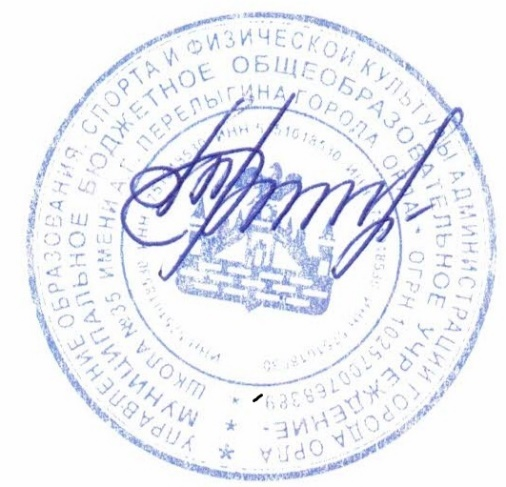 УПРАВЛЕНИЕ ОБРАЗОВАНИЯ, СПОРТА И ФИЗИЧЕСКОЙ КУЛЬТУРЫ АДМИНИСТРАЦИИ ГОРОДА ОРЛА *
МУНИЦИПАЛЬНОЕ БЮДЖЕТНОЕ ОБЩЕОБРАЗОВАТЕЛЬНОЕ УЧРЕЖДЕНИЕ- *
ШКОЛА №35 ИМЕНИ А. Г. ПЕРЕЛЫГИНА ГОРОДА ОРЛА * ОГРН 1025700768389 *